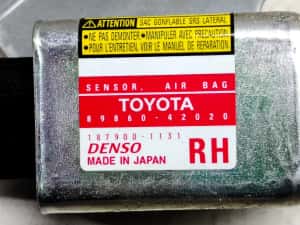 ⚠ATTENTION SAC GONFLABLE SRS LATERAL
•NE PAS DEMONTER •MANIPULER AVEC PRECAUTION
•POUR L'ENTRETIEN, VOIR LE MANUEL DE REPARATION
SENSOR, AIR BAG
TOYOTA
89860-42020
187900-1131
DENSO
MADE IN JAPAN RH